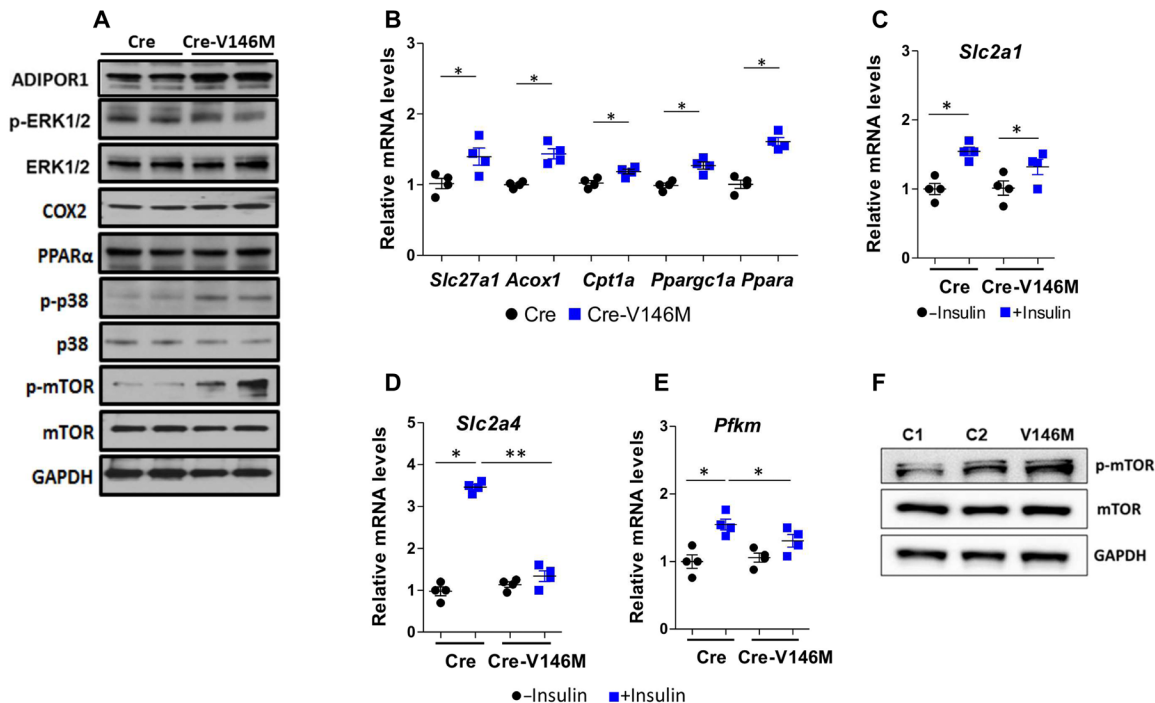 A
Cre Cre-V146M
ADIPOR1
p-ERK1/2
ERK1/2
COX2
PPARα
p-p38
p38
p-mTOR
mTOR
GAPDH
B
Relative mRNA levels
3
2
1
0
* * * * *
Slc27a1 Acox1 Cpt1a Ppargc1a Ppara
Cre Cre-V146M
C
Slc2a1
Relative mRNA levels
3
2
1
0
* *
Cre Cre-V146M
–Insulin +Insulin
D
Slc2a4
Relative mRNA levels
5
4
3
2
1
0
* **
Cre Cre-V146M
E
Pfkm
Relative mRNA levels
3
2
1
0
* *
Cre Cre-V146M
–Insulin +Insulin
F
C1 C2 V146M
p-mTOR
mTOR
GAPDH